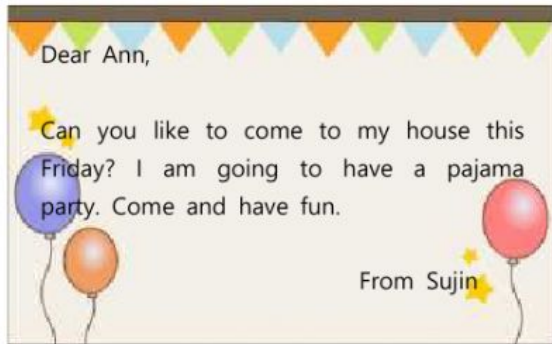 Dear Ann,
Can you like to come to my house this
Friday? I am going to have a pajama
party. Come and have fun.
From Sujin